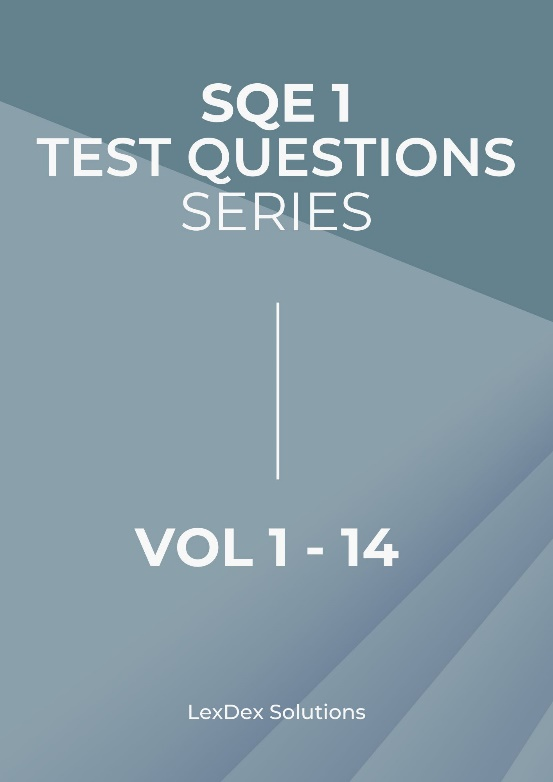 SQE 1
TEST QUESTIONS
SERIES
VOL 1 - 14
LexDex Solutions